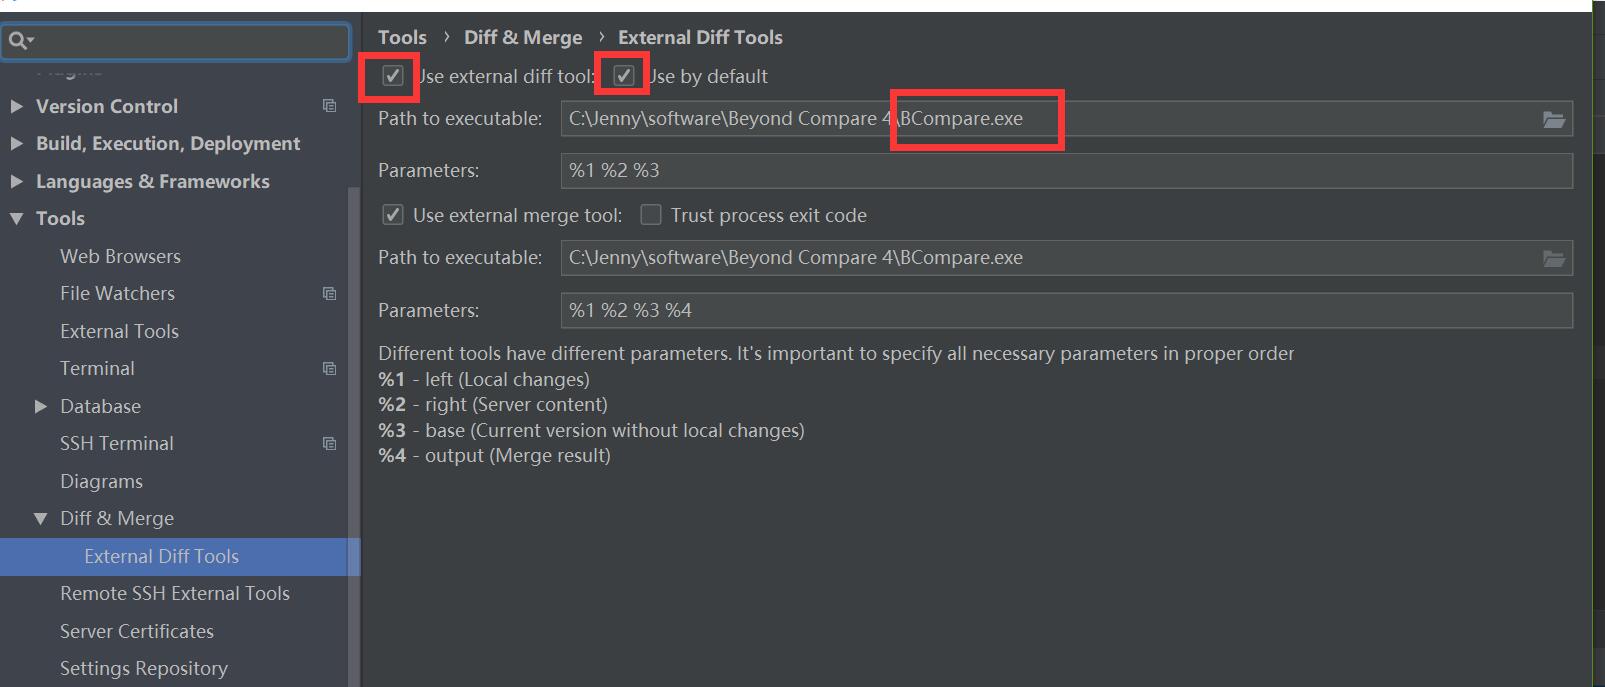 Tools › Diff & Merge › External Diff Tools
Use external diff tool: Use by default
Path to executable: C:\Jenny\software\Beyond Compare 4\BCompare.exe
Parameters: %1 %2 %3
Use external merge tool: Trust process exit code
Path to executable: C:\Jenny\software\Beyond Compare 4\BCompare.exe
Parameters: %1 %2 %3 %4
Different tools have different parameters. It's important to specify all necessary parameters in proper order
%1 - left (Local changes)
%2 - right (Server content)
%3 - base (Current version without local changes)
%4 - output (Merge result)
Version Control
Build, Execution, Deployment
Languages & Frameworks
Tools
Web Browsers
File Watchers
External Tools
Terminal
Database
SSH Terminal
Diagrams
Diff & Merge
External Diff Tools
Remote SSH External Tools
Server Certificates
Settings Repository